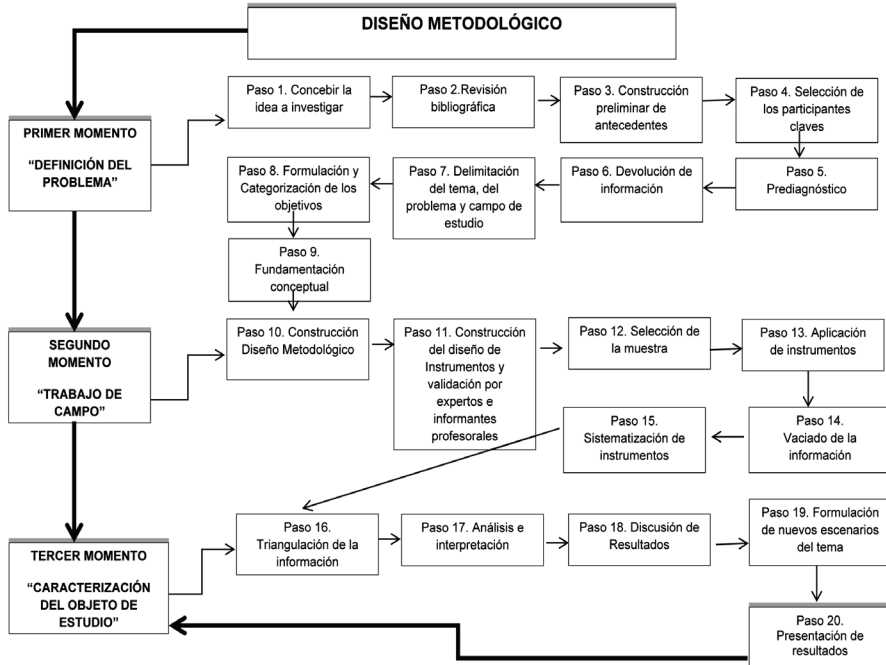 DISEÑO METODOLÓGICO
PRIMER MOMENTO
“DEFINICIÓN DEL
PROBLEMA”
Paso 1. Concebir la
idea a investigar
Paso 2.Revisión
bibliográfica
Paso 3. Construcción
preliminar de
antecedentes
Paso 4. Selección de
los participantes
claves
Paso 5.
Prediagnóstico
Paso 6. Devolución de
información
Paso 7. Delimitación
del tema, del
problema y campo de
estudio
Paso 8. Formulación y
Categorización de los
objetivos
Paso 9.
Fundamentación
conceptual
SEGUNDO
MOMENTO
“TRABAJO DE
CAMPO”
Paso 10. Construcción
Diseño Metodológico
Paso 11. Construcción
del diseño de
Instrumentos y
validación por
expertos e
informantes
profesorales
Paso 12. Selección de
la muestra
Paso 13. Aplicación
de instrumentos
Paso 14.
Vaciado de la
información
Paso 15.
Sistematización de
instrumentos
TERCER MOMENTO
“CARACTERIZACIÓN
DEL OBJETO DE
ESTUDIO”
Paso 16.
Triangulación de la
información
Paso 17. Análisis e
interpretación
Paso 18. Discusión de
Resultados
Paso 19. Formulación
de nuevos escenarios
del tema
Paso 20.
Presentación de
resultados